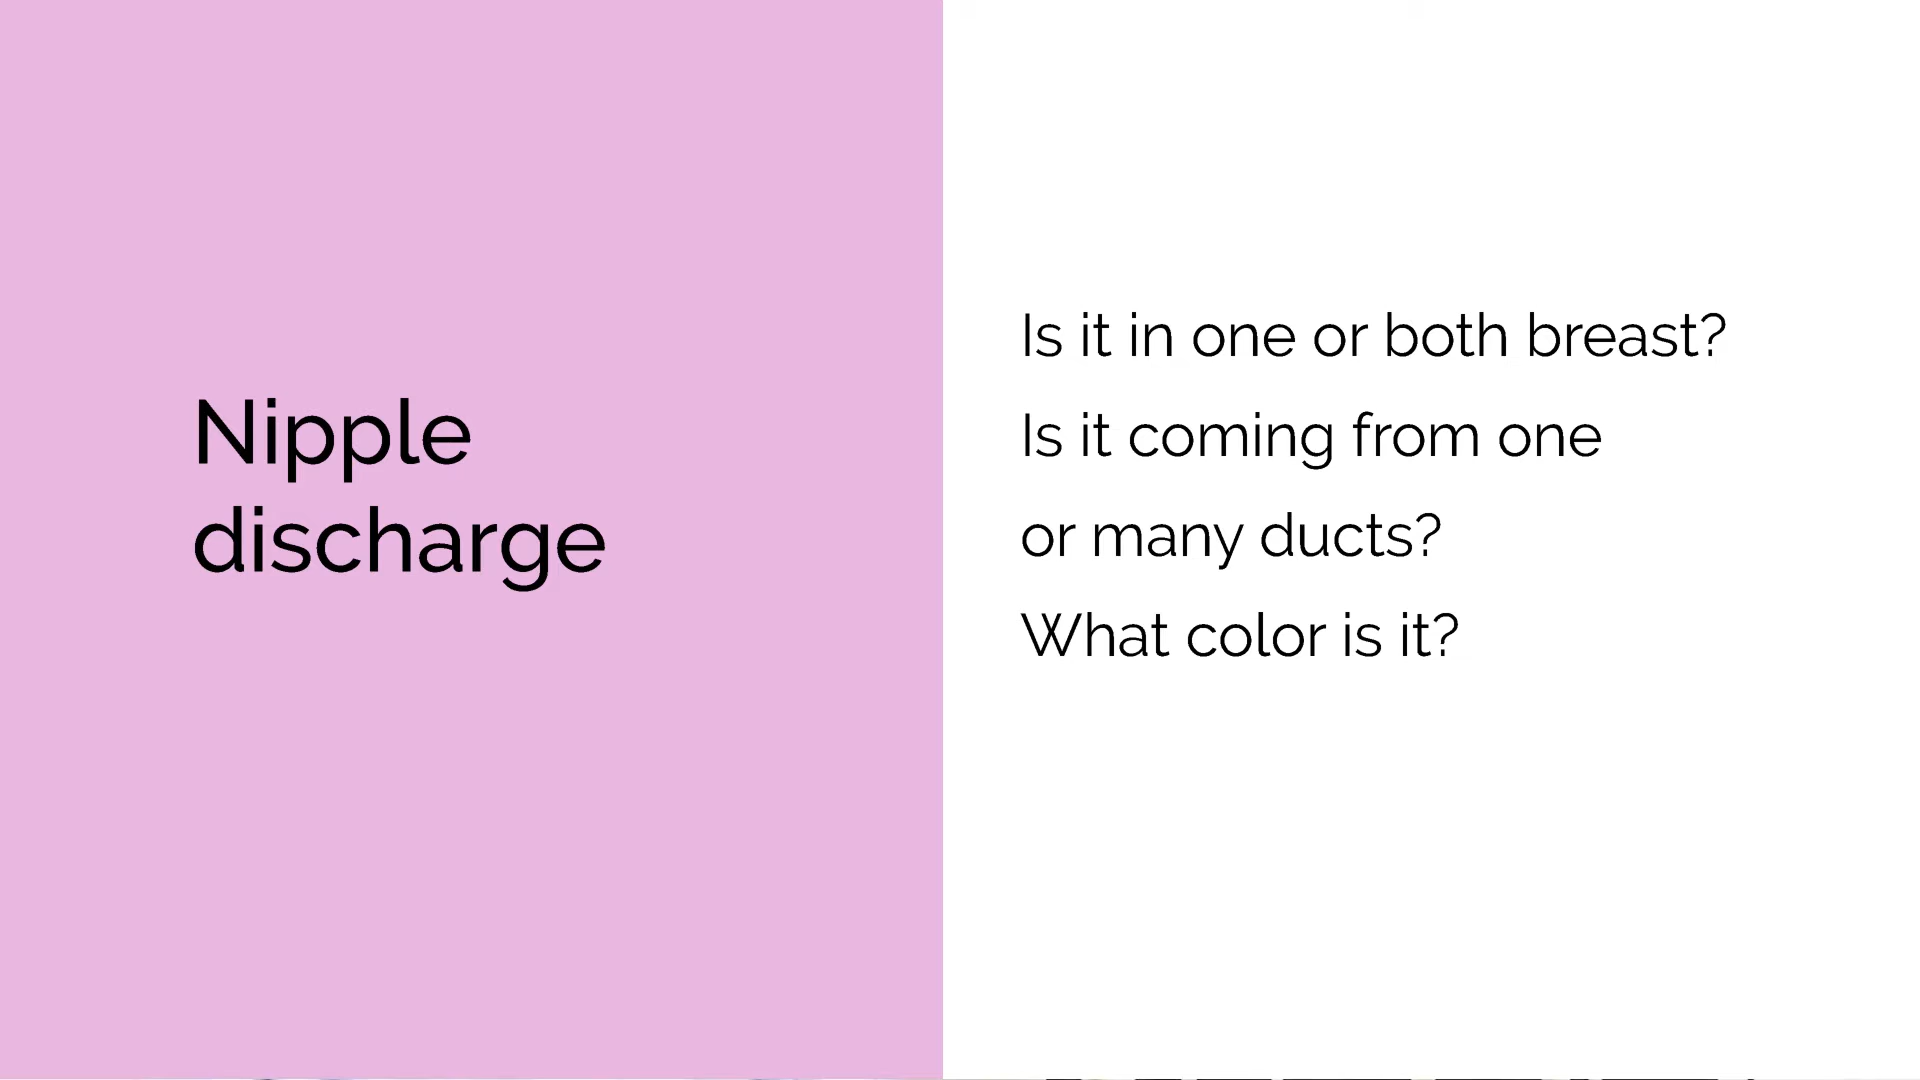 Nipple
discharge
Is it in one or both breast?
Is it coming from one
or many ducts?
What color is it?